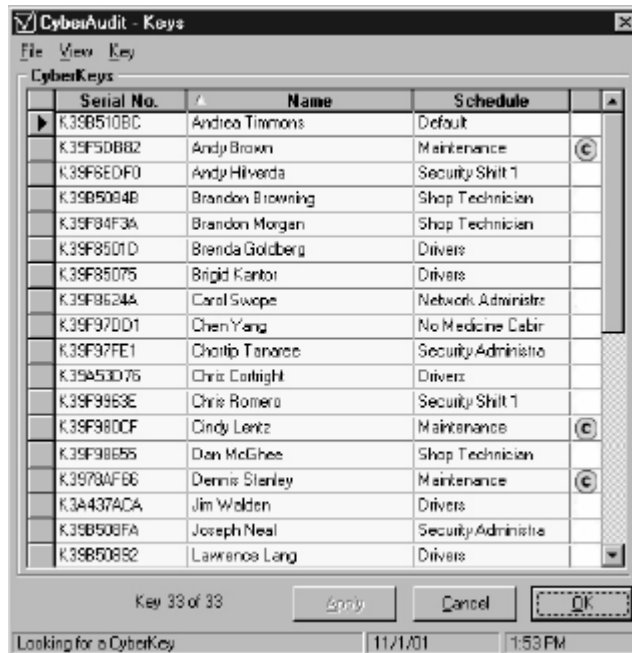 CyberAudit - Keys
File View Key
CyberKeys
Serial No. Name Schedule
K39B510BC Andrea Timmons Default
K39F5DB82 Andy Brown Maintenance C
K39F6EDF0 Andy Hilverda Security Shift 1
K39B5084B Brandon Browning Shop Technician
K39F84F3A Brandon Morgan Shop Technician
K39F8501D Brenda Goldberg Drivers
K39F85075 Brigid Kantor Drivers
K39F8624A Carol Swope Network Administra
K39F97DD1 Chen Yang No Medicine Cabin
K39F97FE1 Chortip Tanaree Security Administra
K39A53D76 Chris Cortright Drivers
K39F9963E Chris Romero Security Shift 1
K39F980CF Cindy Lentz Maintenance C
K39F98655 Dan McGhee Shop Technician
K3978AF66 Dennis Stanley Maintenance C
K3A437ACA Jim Walden Drivers
K39B508FA Joseph Neal Security Administra
K39B50892 Lawrence Lang Drivers
Key 33 of 33 Apply Cancel OK
Looking for a CyberKey 11/1/01 1:53 PM